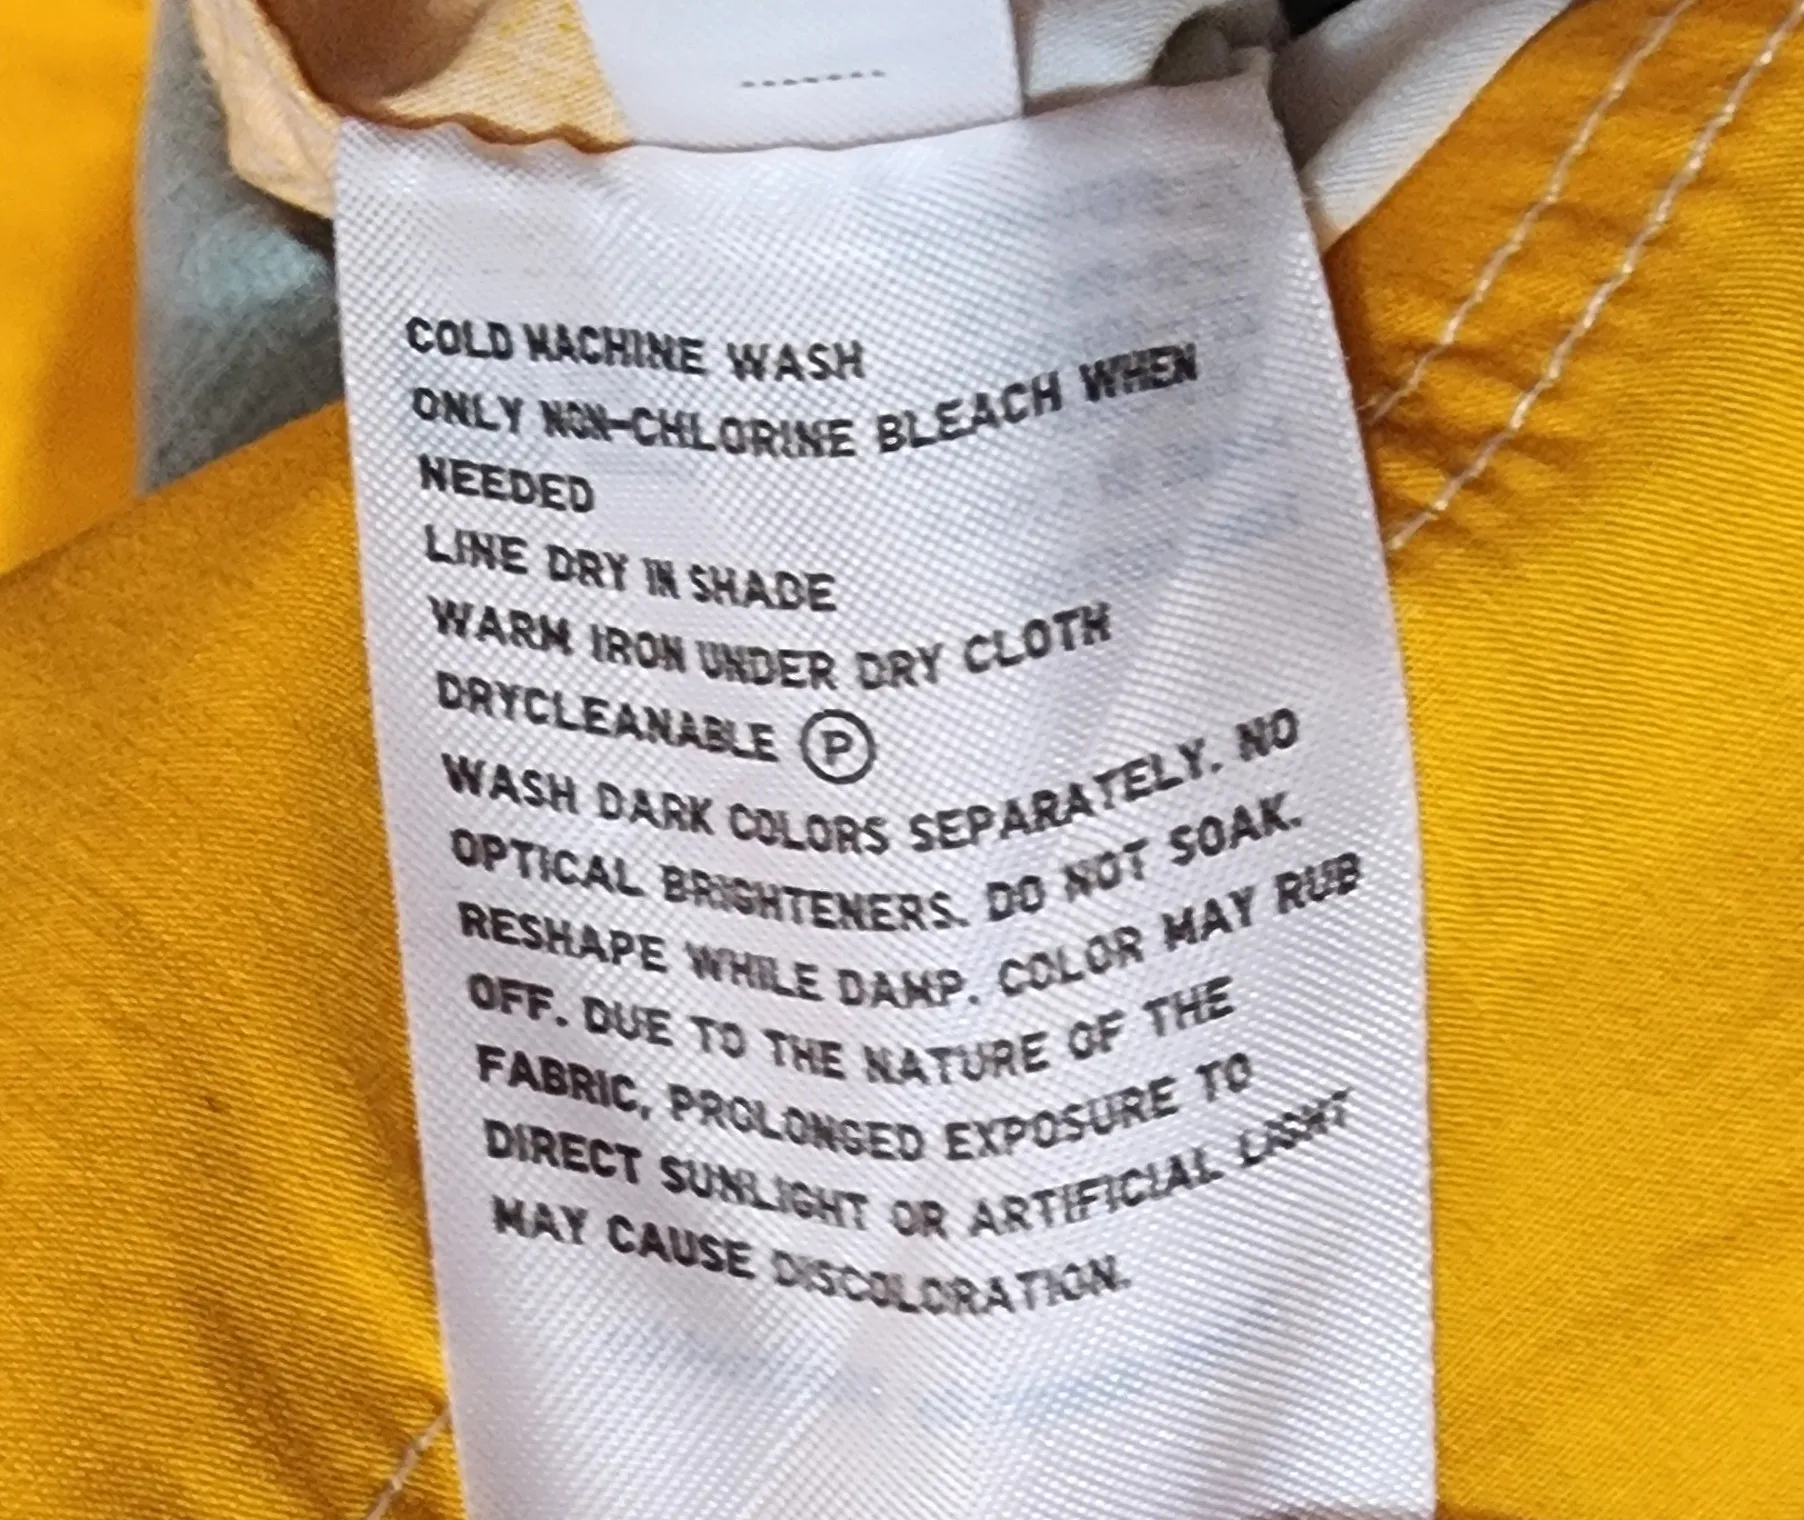 COLD MACHINE WASH
ONLY NON-CHLORINE BLEACH WHEN
NEEDED
LINE DRY IN SHADE
WARM IRON UNDER DRY CLOTH
DRYCLEANABLE Ⓟ
WASH DARK COLORS SEPARATELY. NO
OPTICAL BRIGHTENERS. DO NOT SOAK.
RESHAPE WHILE DAMP. COLOR MAY RUB
OFF. DUE TO THE NATURE OF THE
FABRIC, PROLONGED EXPOSURE TO
DIRECT SUNLIGHT OR ARTIFICIAL LIGHT
MAY CAUSE DISCOLORATION.